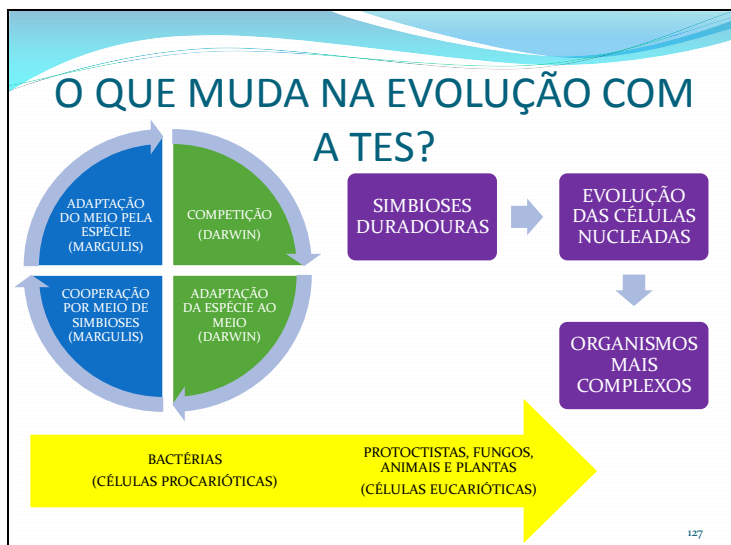 O QUE MUDA NA EVOLUÇÃO COM
A TES?
ADAPTAÇÃO
DO MEIO PELA
ESPÉCIE
(MARGULIS)
COMPETIÇÃO
(DARWIN)
COOPERAÇÃO
POR MEIO DE
SIMBIOSES
(MARGULIS)
ADAPTAÇÃO
DA ESPÉCIE AO
MEIO
(DARWIN)
SIMBIOSES
DURADOURAS
EVOLUÇÃO
DAS CÉLULAS
NUCLEADAS
ORGANISMOS
MAIS
COMPLEXOS
BACTÉRIAS
(CÉLULAS PROCARIÓTICAS)
PROTOCTISTAS, FUNGOS,
ANIMAIS E PLANTAS
(CÉLULAS EUCARIÓTICAS)
127